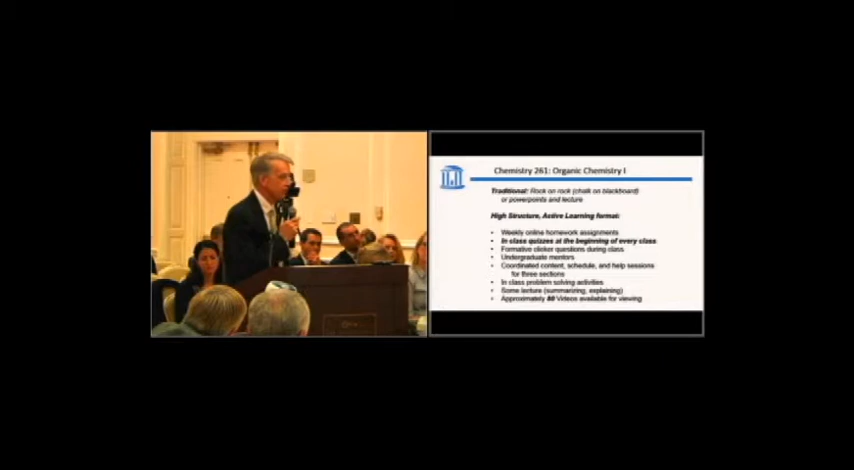 Chemistry 261: Organic Chemistry I
Traditional: Rock on rock (chalk on blackboard)
or powerpoints and lecture
High Structure, Active Learning format:
• Weekly online homework assignments
• In class quizzes at the beginning of every class
• Formative clicker questions during class
• Undergraduate mentors
• Coordinated content, schedule, and help sessions
for three sections
• In class problem solving activities
• Some lecture (summarizing, explaining)
• Approximately 80 Videos available for viewing